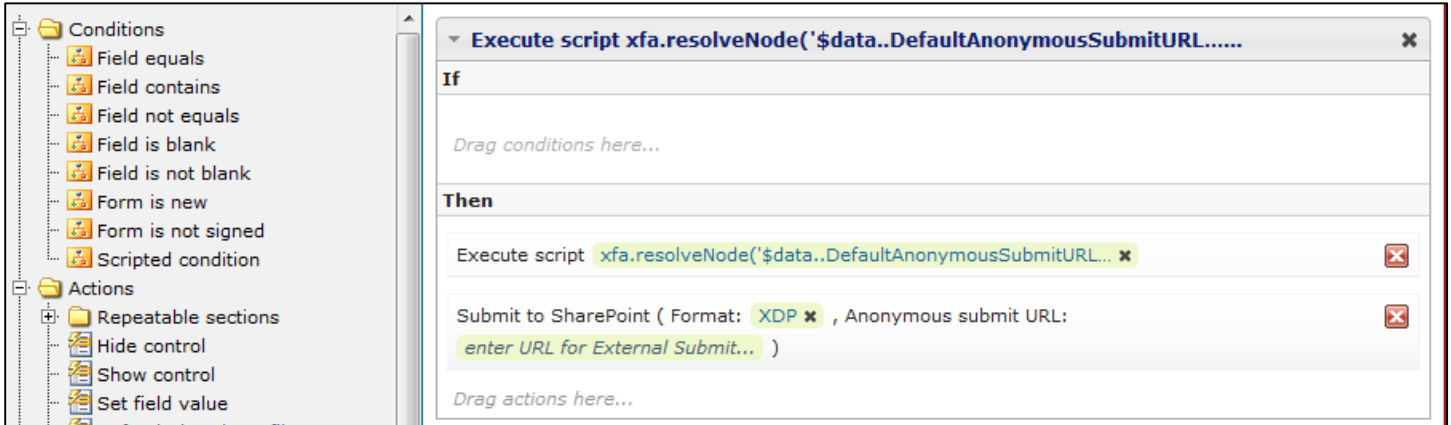 Conditions
Field equals
Field contains
Field not equals
Field is blank
Field is not blank
Form is new
Form is not signed
Scripted condition
Actions
Repeatable sections
Hide control
Show control
Set field value
Execute script xfa.resolveNode('$data..DefaultAnonymousSubmitURL......
If
Drag conditions here...
Then
Execute script xfa.resolveNode('$data..DefaultAnonymousSubmitURL...
Submit to SharePoint ( Format: XDP , Anonymous submit URL:
enter URL for External Submit... )
Drag actions here...